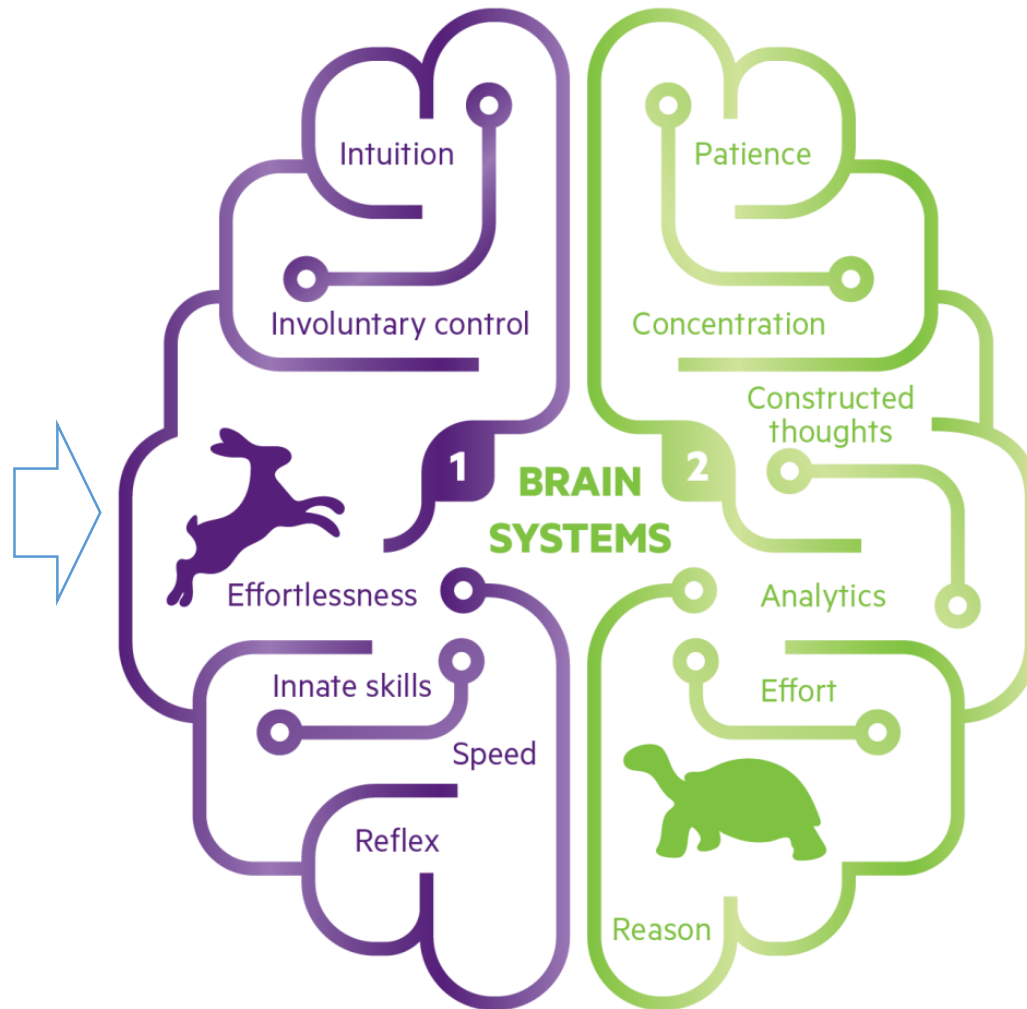 Intuition
Involuntary control
1
Effortlessness
Innate skills
Speed
Reflex
BRAIN
SYSTEMS
Patience
Concentration
Constructed
thoughts
2
Analytics
Effort
Reason